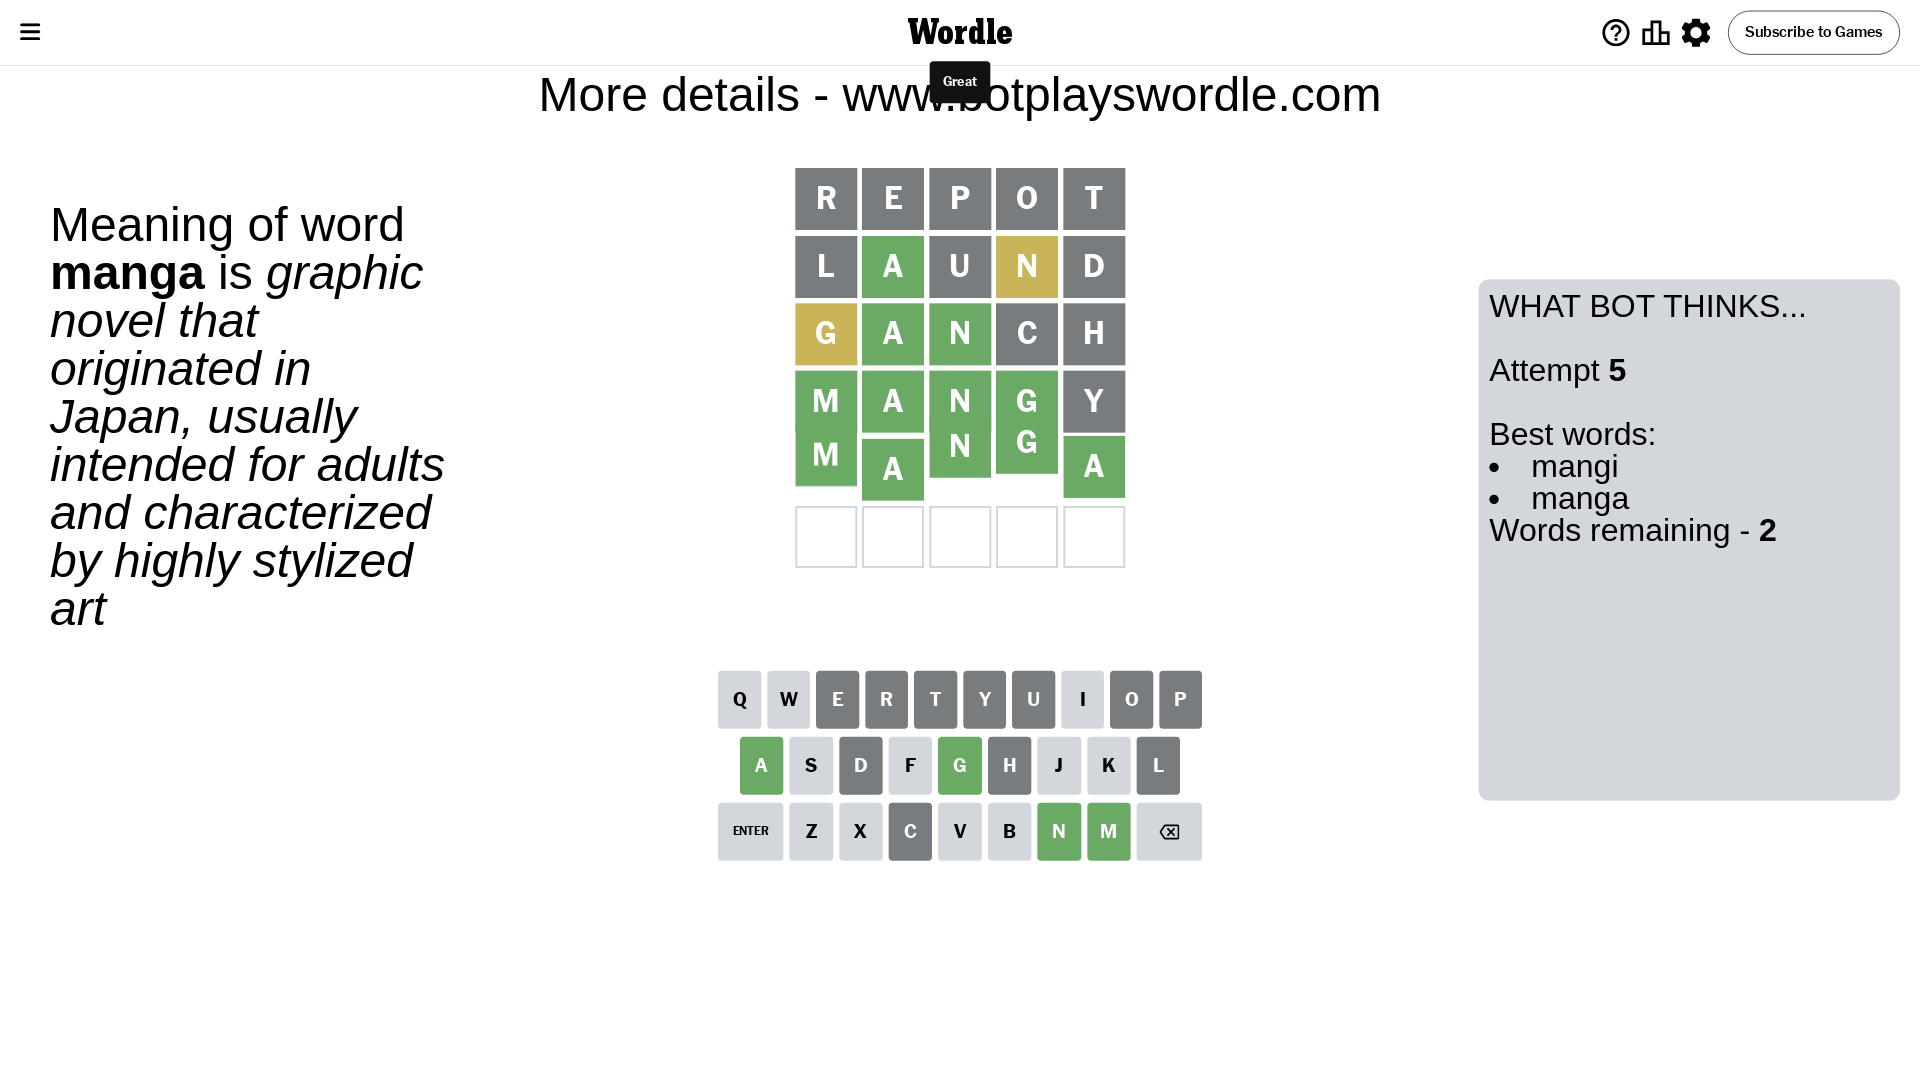 Wordle
Subscribe to Games
Great
More details - www.botplayswordle.com
Meaning of word
manga is graphic
novel that
originated in
Japan, usually
intended for adults
and characterized
by highly stylized
art
R E P O T
L A U N D
G A N C H
M A N G Y
M A N G A
WHAT BOT THINKS...
Attempt 5
Best words:
• mangi
• manga
Words remaining - 2
Q W E R T Y U I O P
A S D F G H J K L
ENTER Z X C V B N M